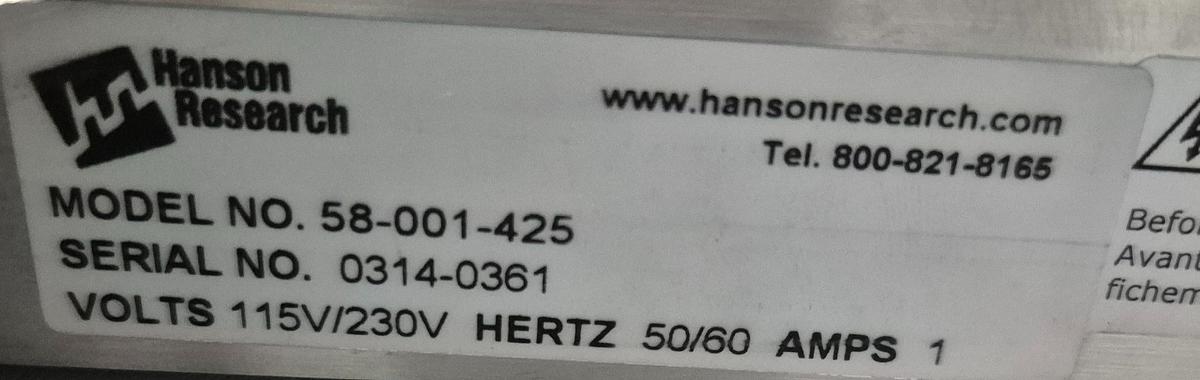 Hanson
Research
www.hansonresearch.com
Tel. 800-821-8165
MODEL NO. 58-001-425
SERIAL NO. 0314-0361
VOLTS 115V/230V HERTZ 50/60 AMPS 1
Avant